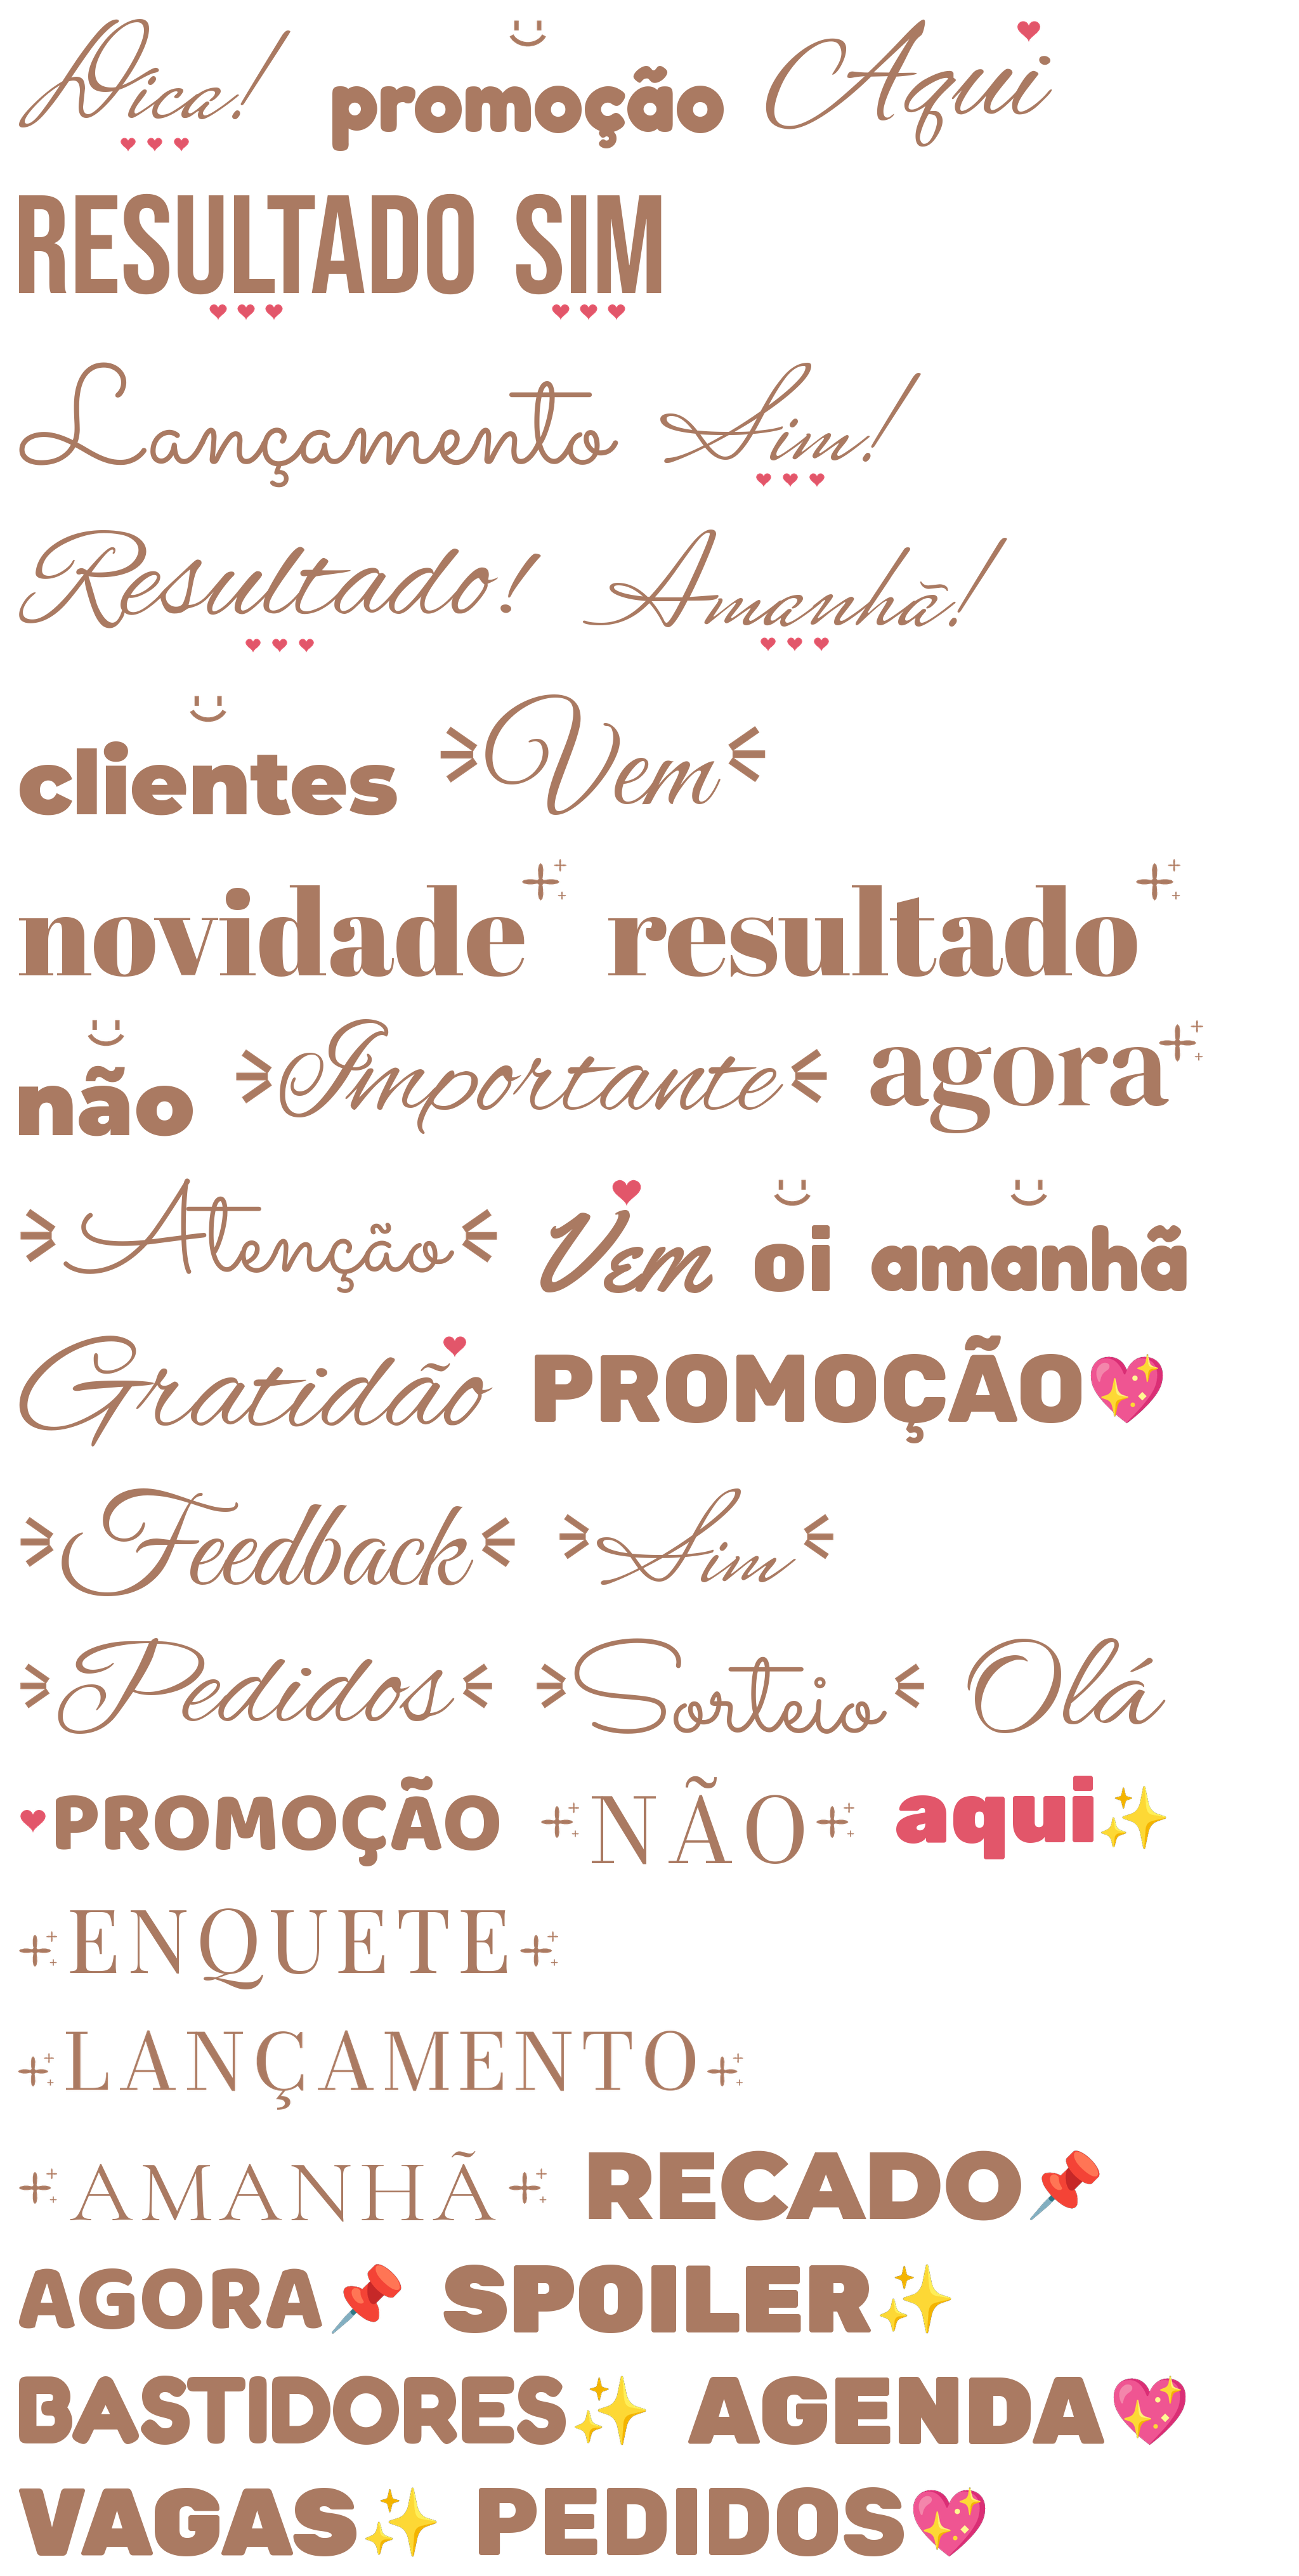 Dica! promoção Aqui
RESULTADO SIM
Lançamento Sim!
Resultado! Amanhã!
clientes Vem
novidade resultado
não Importante agora
Atenção Vem oi amanhã
Gratidão PROMOÇÃO💖
Feedback Sim
Pedidos Sorteio Olá
PROMOÇÃO NÃO aqui✨
ENQUETE
LANÇAMENTO
AMANHÃ RECADO📌
AGORA📌 SPOILER✨
BASTIDORES✨ AGENDA💖
VAGAS✨ PEDIDOS💖